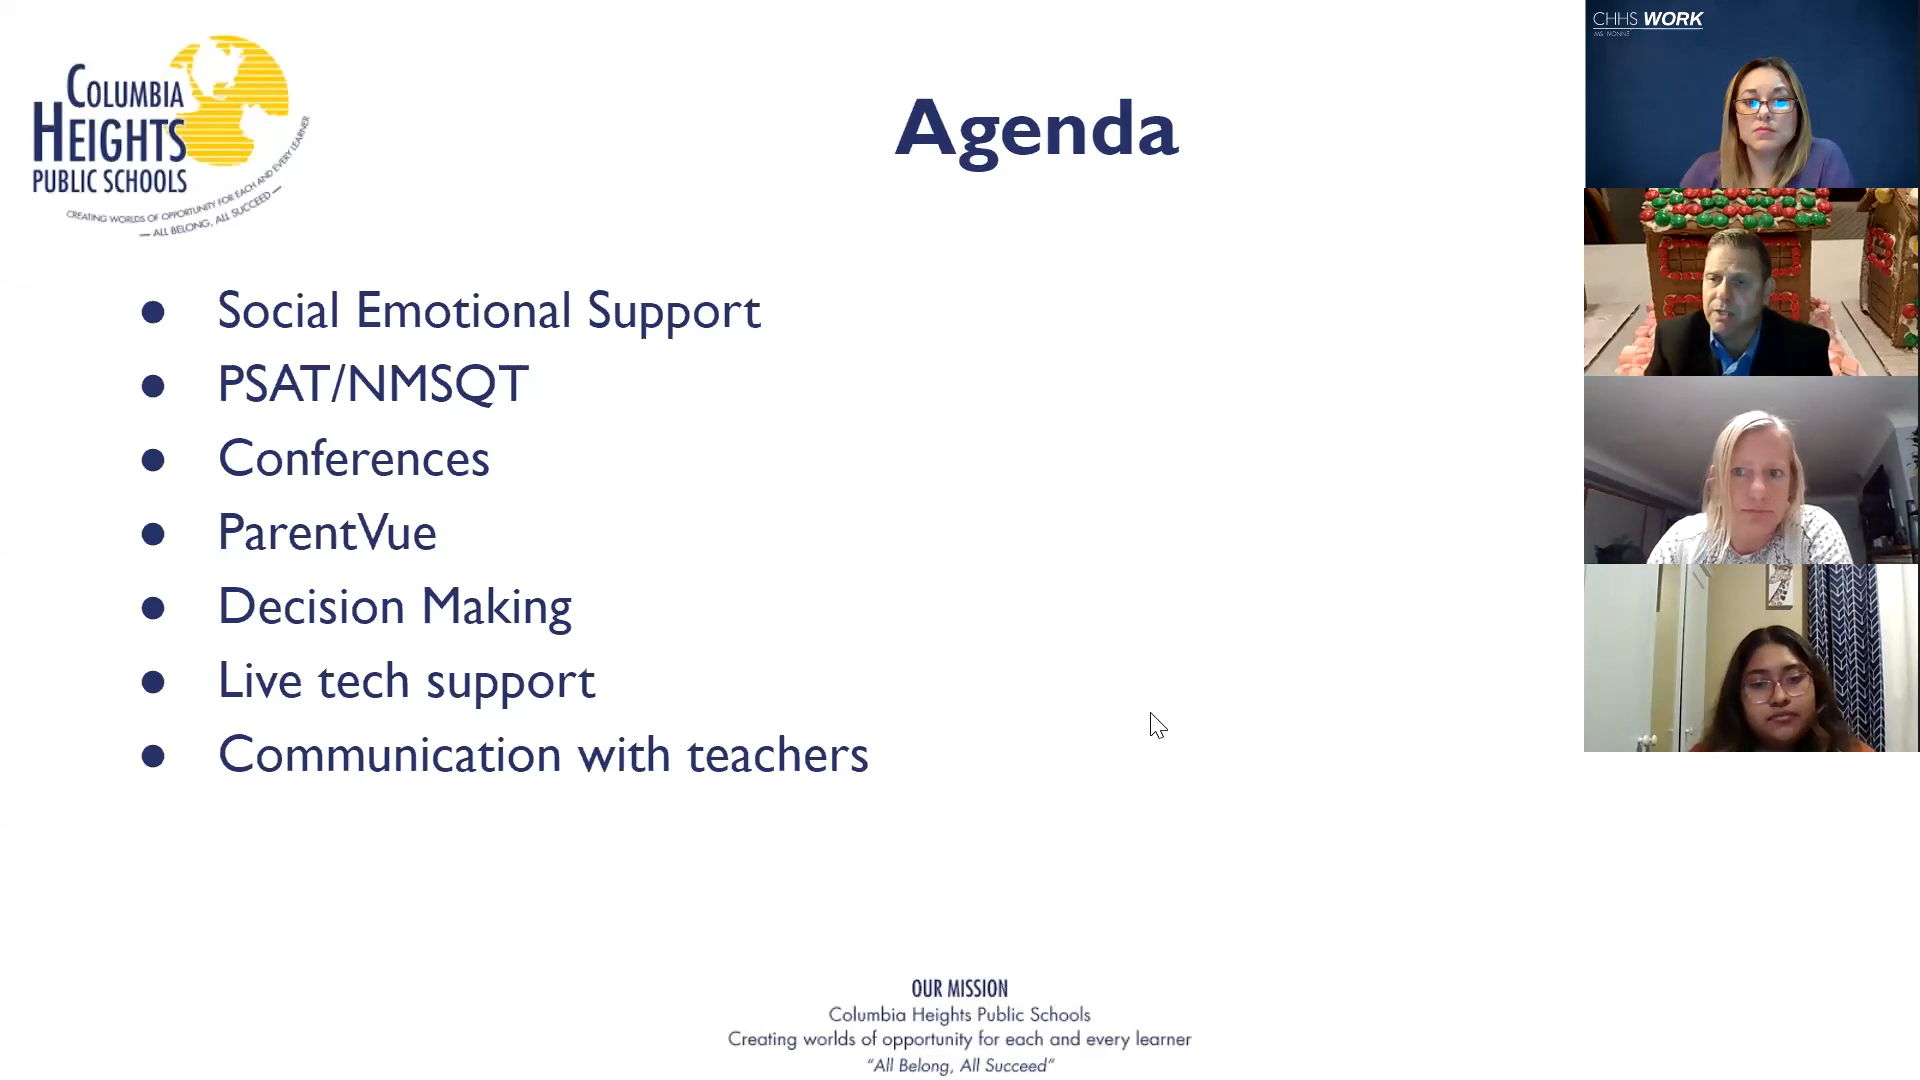 COLUMBIA
HEIGHTS
PUBLIC SCHOOLS
CREATING WORLDS OF OPPORTUNITY FOR EACH AND EVERY LEARNER
— ALL BELONG, ALL SUCCEED —
Agenda
CHHS WORK
MS. IVONNE
● Social Emotional Support
● PSAT/NMSQT
● Conferences
● ParentVue
● Decision Making
● Live tech support
● Communication with teachers
OUR MISSION
Columbia Heights Public Schools
Creating worlds of opportunity for each and every learner
“All Belong, All Succeed”